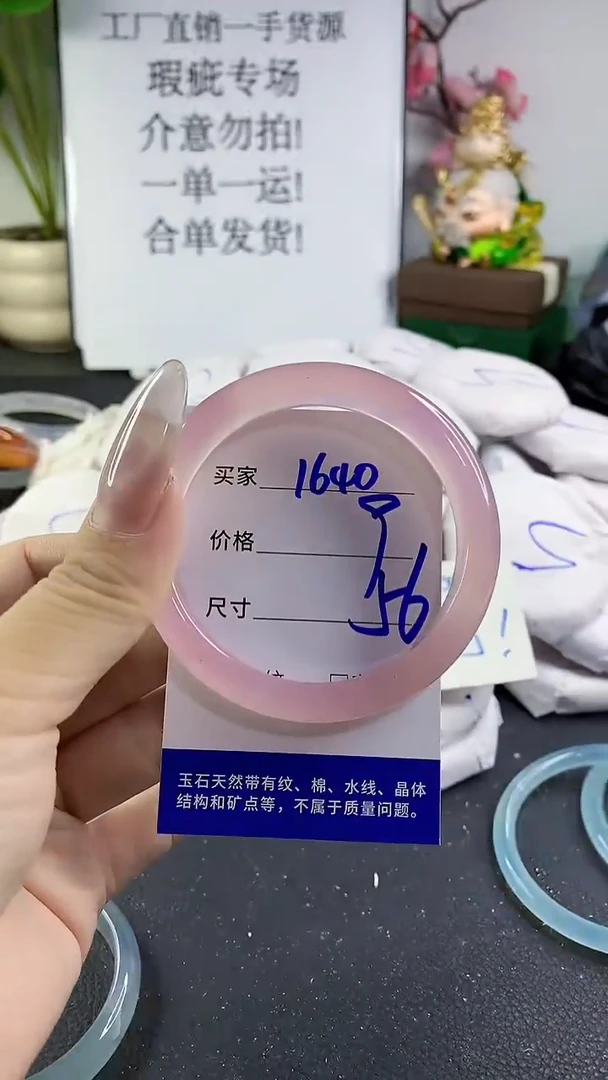 工厂直销一手货源
瑕疵专场
介意勿拍!
一单一运!
合单发货!
买家 1640
价格
尺寸 56
玉石天然带有纹、棉、水线、晶体
结构和矿点等，不属于质量问题。